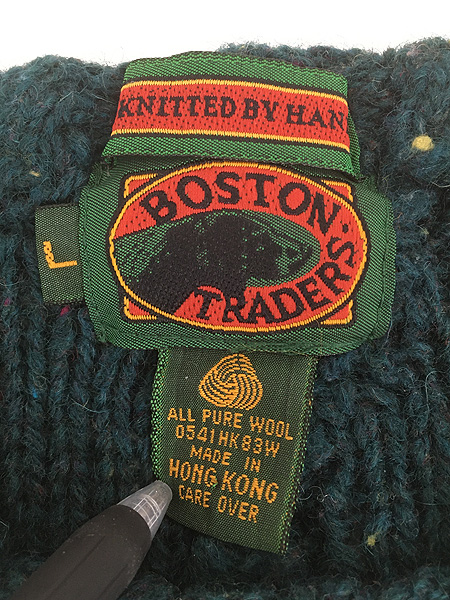 KNITTED BY HAN
BOSTON
TRADERS
L
ALL PURE WOOL
0541HK83W
MADE IN
HONG KONG
CARE OVER